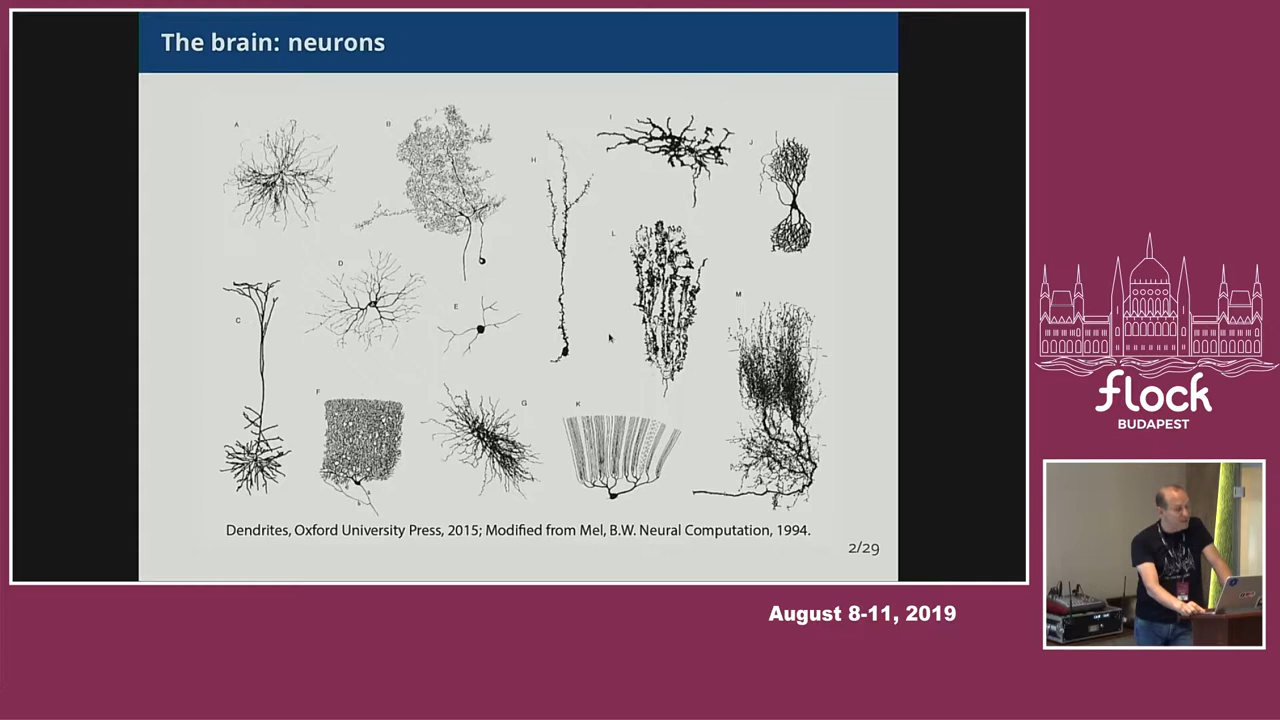 The brain: neurons
A
B
H
I
J
D
L
C
E
M
F
G
K
Dendrites, Oxford University Press, 2015; Modified from Mel, B.W. Neural Computation, 1994.
2/29
flock
BUDAPEST
August 8-11, 2019